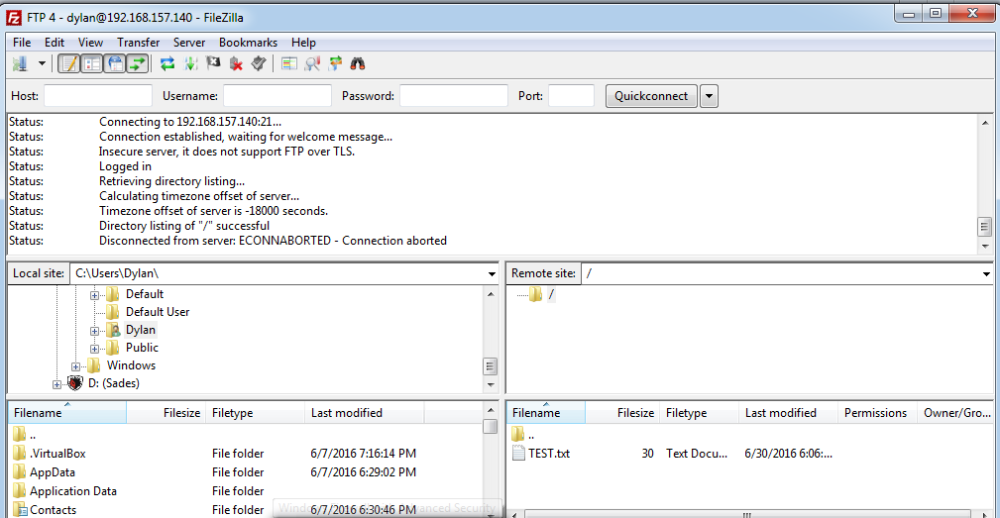 FTP 4 - dylan@192.168.157.140 - FileZilla
File Edit View Transfer Server Bookmarks Help
Host: Username: Password: Port: Quickconnect
Status: Connecting to 192.168.157.140:21...
Status: Connection established, waiting for welcome message...
Status: Insecure server, it does not support FTP over TLS.
Status: Logged in
Status: Retrieving directory listing...
Status: Calculating timezone offset of server...
Status: Timezone offset of server is -18000 seconds.
Status: Directory listing of "/" successful
Status: Disconnected from server: ECONNABORTED - Connection aborted
Local site: C:\Users\Dylan\
Default
Default User
Dylan
Public
Windows
D: (Sades)
Remote site: /
/
Filename Filesize Filetype Last modified
..
.VirtualBox File folder 6/7/2016 7:16:14 PM
AppData File folder 6/7/2016 6:29:02 PM
Application Data File folder
Contacts File folder 6/7/2016 6:30:46 PM
Filename Filesize Filetype Last modified Permissions Owner/Gro...
..
TEST.txt 30 Text Docu... 6/30/2016 6:06:...